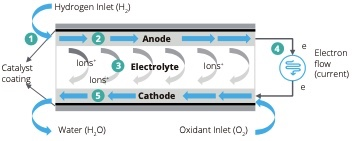 Hydrogen Inlet (H₂)
1
2 Anode
e
4
Electron
flow
(current)
e
Ions⁺
3 Electrolyte
Ions⁺
Ions⁺
Catalyst
coating
5 Cathode
Water (H₂O)
Oxidant Inlet (O₂)